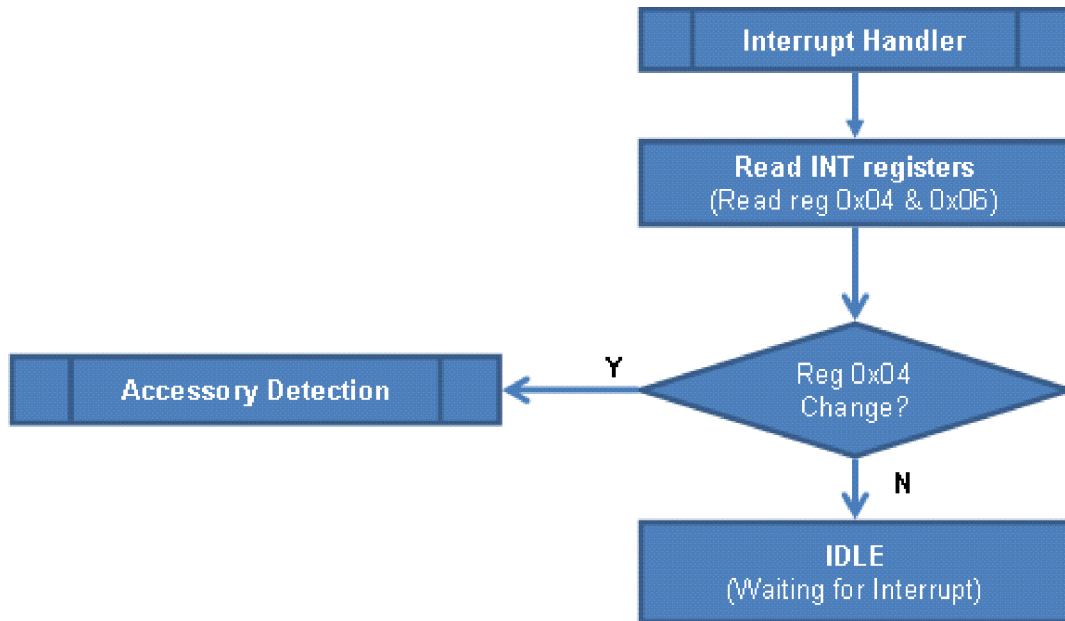 Interrupt Handler
Read INT registers
(Read reg 0x04 & 0x06)
Reg 0x04
Change?
Y
Accessory Detection
N
IDLE
(Waiting for Interrupt)